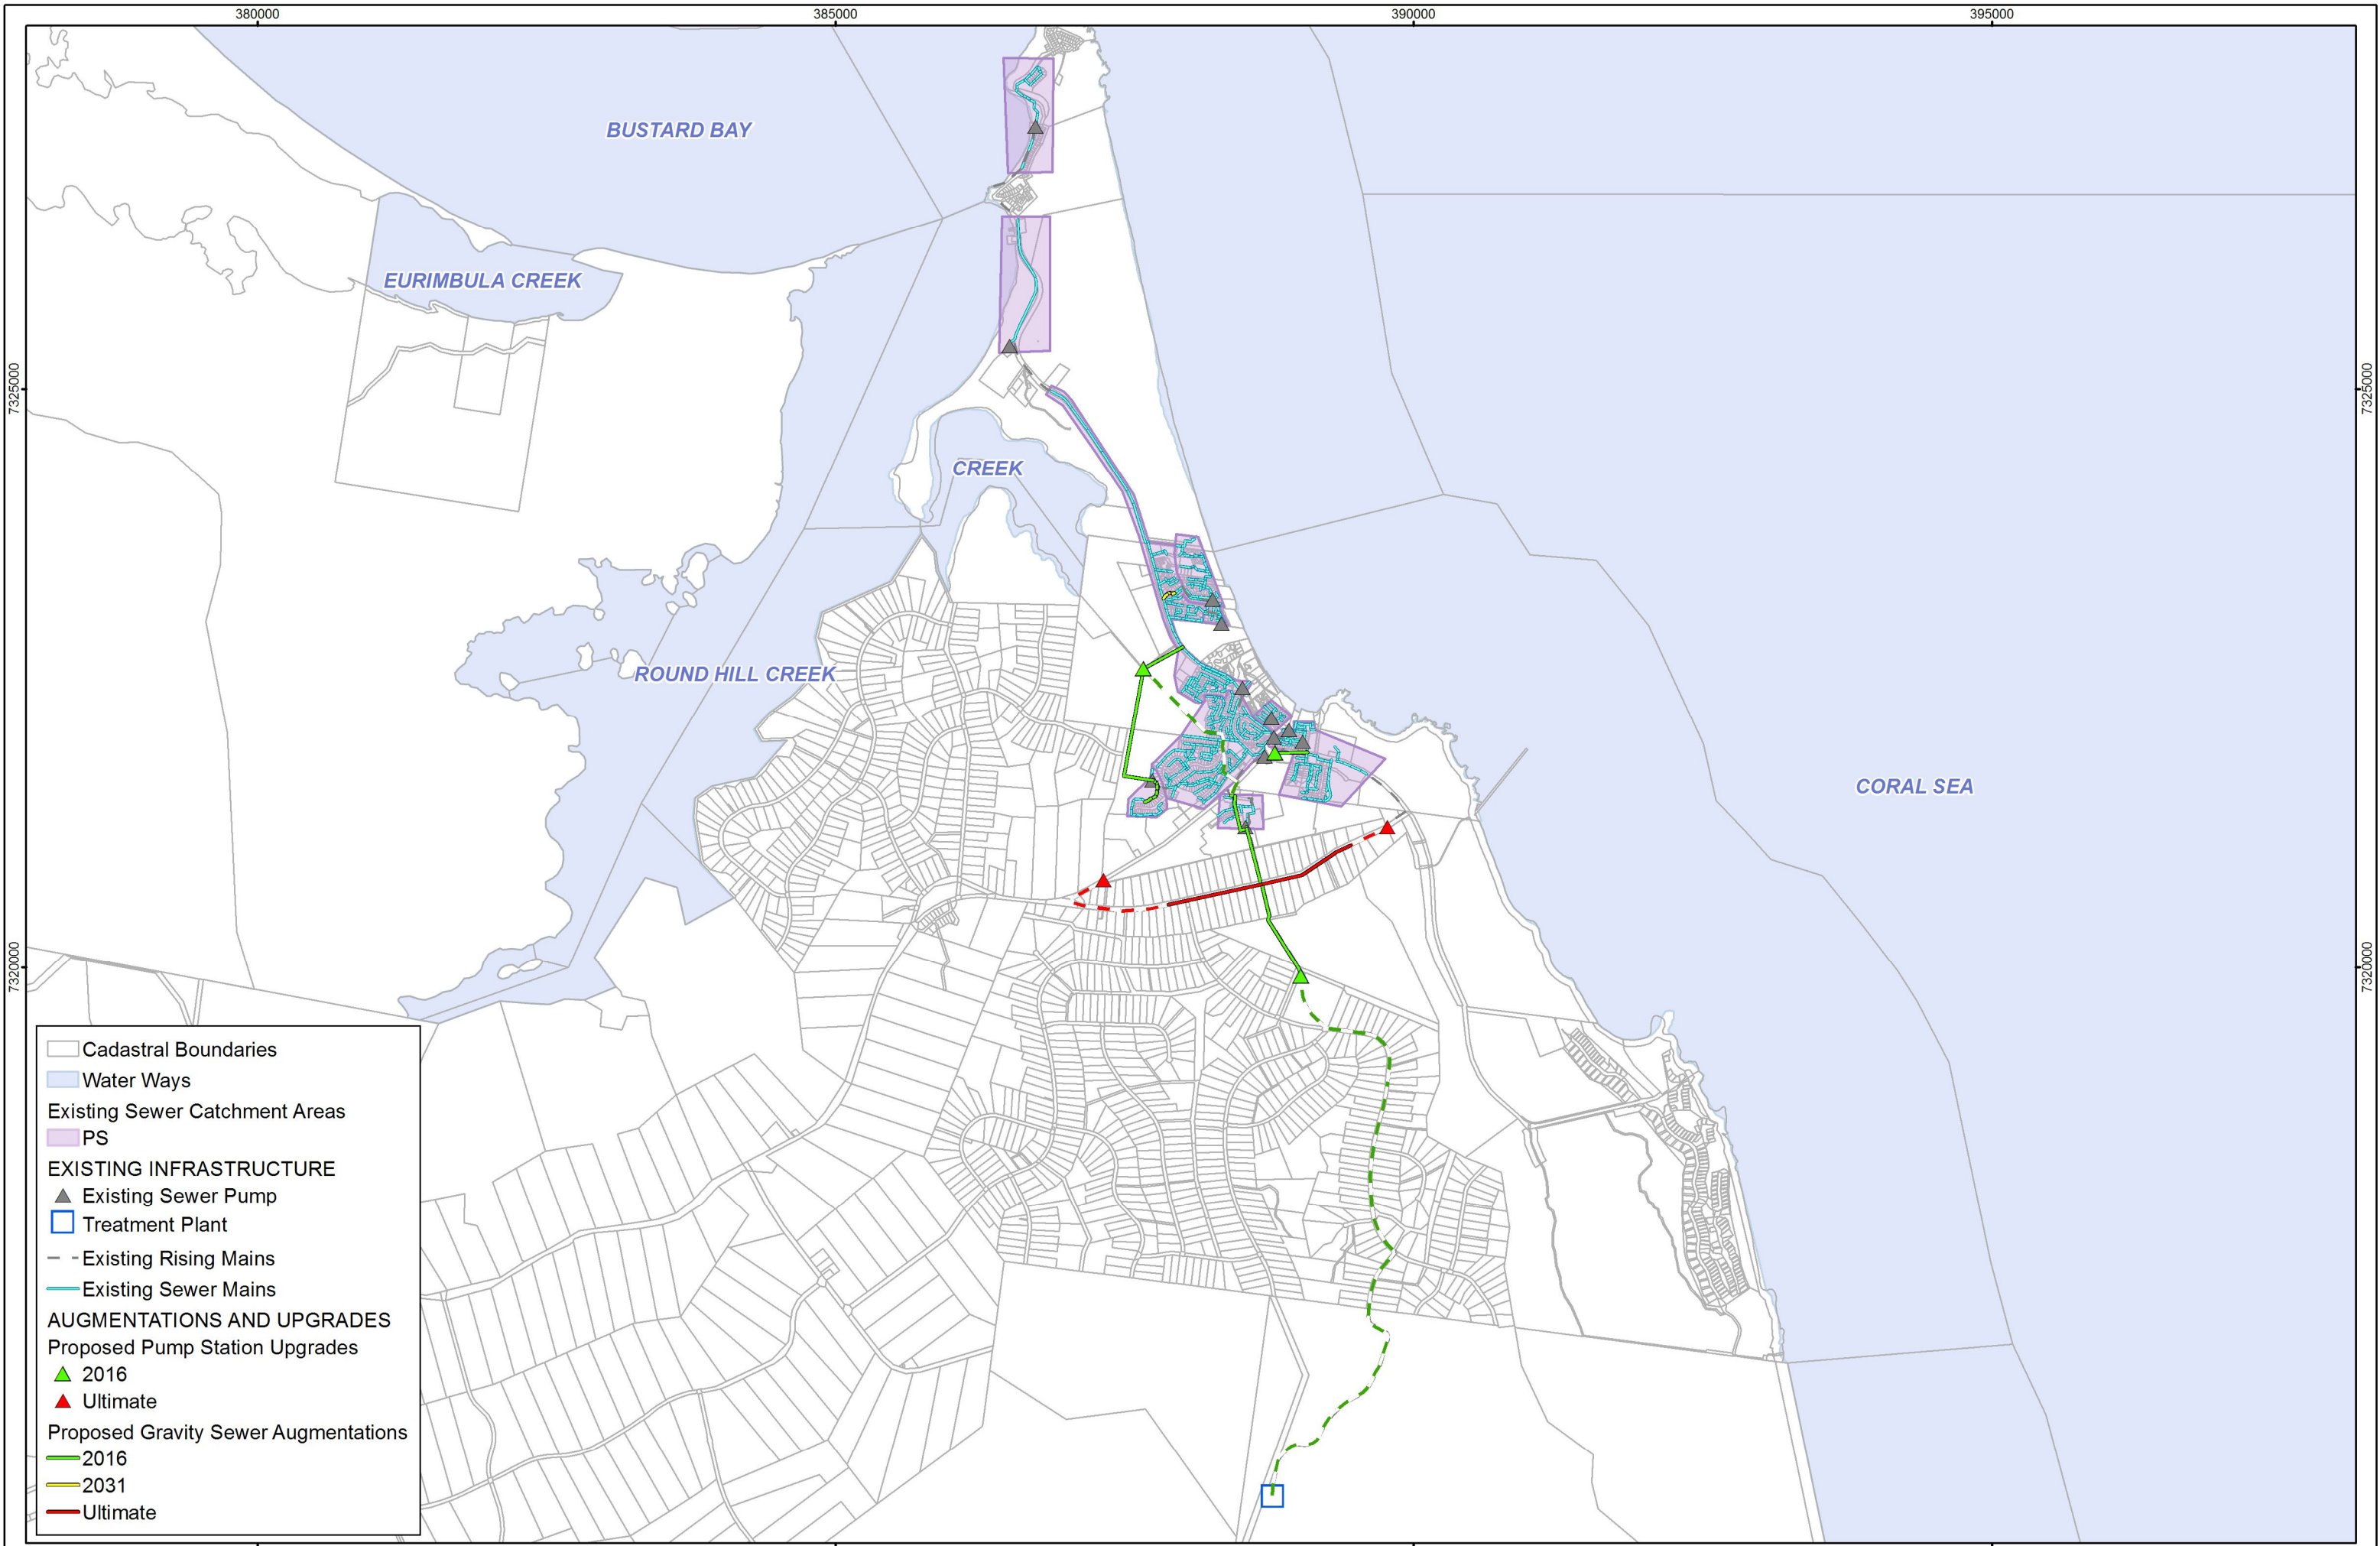 380000
385000
390000
395000
BUSTARD BAY
EURIMBULA CREEK
7325000
7325000
CREEK
ROUND HILL CREEK
CORAL SEA
7320000
7320000
Cadastral Boundaries
Water Ways
Existing Sewer Catchment Areas
PS
EXISTING INFRASTRUCTURE
Existing Sewer Pump
Treatment Plant
Existing Rising Mains
Existing Sewer Mains
AUGMENTATIONS AND UPGRADES
Proposed Pump Station Upgrades
2016
Ultimate
Proposed Gravity Sewer Augmentations
2016
2031
Ultimate